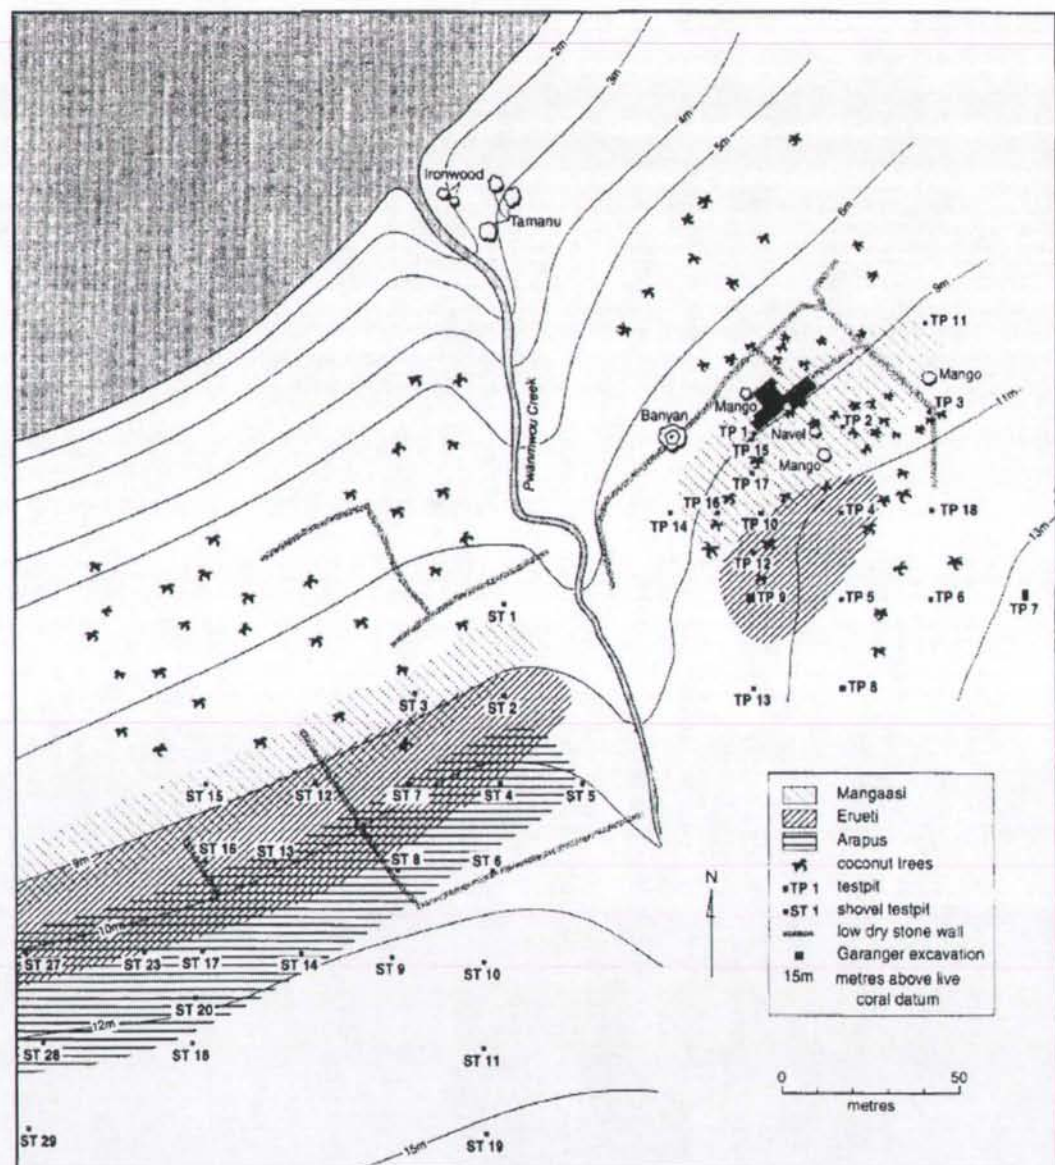 2m
3m
4m
5m
6m
9m
Ironwood
Tamanu
Pwanmwou Creek
TP 11
Mango
TP 3
11m
Mango
Banyan
TP 1
TP 2
Navel
TP 15
Mango
TP 17
TP 16
TP 14
TP 10
TP 4
TP 18
13m
TP 12
TP 9
TP 5
TP 6
TP 7
ST 1
TP 13
TP 8
ST 3
ST 2
ST 15
ST 12
ST 7
ST 4
ST 5
9m
ST 16
ST 13
ST 8
ST 6
10m
ST 27
ST 23
ST 17
ST 14
ST 9
ST 10
ST 20
12m
ST 28
ST 18
ST 11
ST 29
15m
ST 19
Mangaasi
Erueti
Arapus
coconut trees
TP 1 testpit
ST 1 shovel testpit
low dry stone wall
Garanger excavation
15m metres above live
coral datum
N
0 50
metres